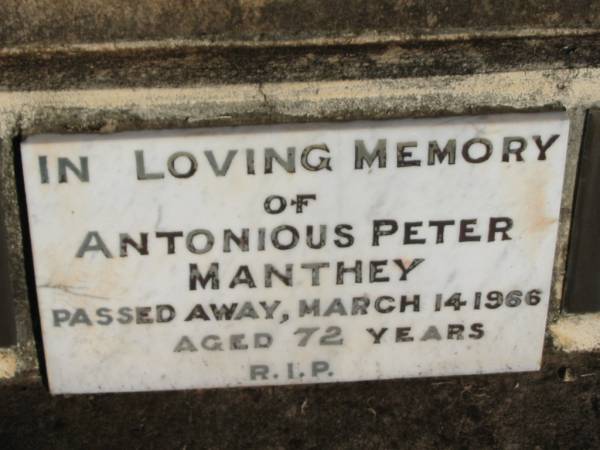 IN LOVING MEMORY
OF
ANTONIOUS PETER
MANTHEY
PASSED AWAY, MARCH 14 1966
AGED 72 YEARS
R.I.P.